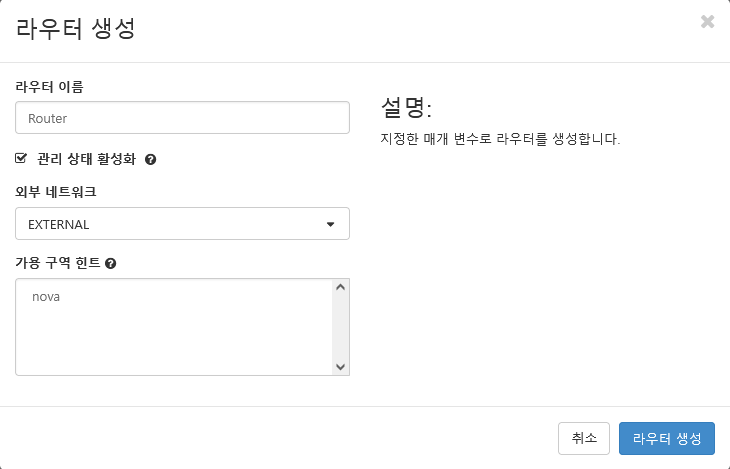 라우터 생성
라우터 이름
Router
관리 상태 활성화
외부 네트워크
EXTERNAL
가용 구역 힌트
nova
설명:
지정한 매개 변수로 라우터를 생성합니다.
취소
라우터 생성